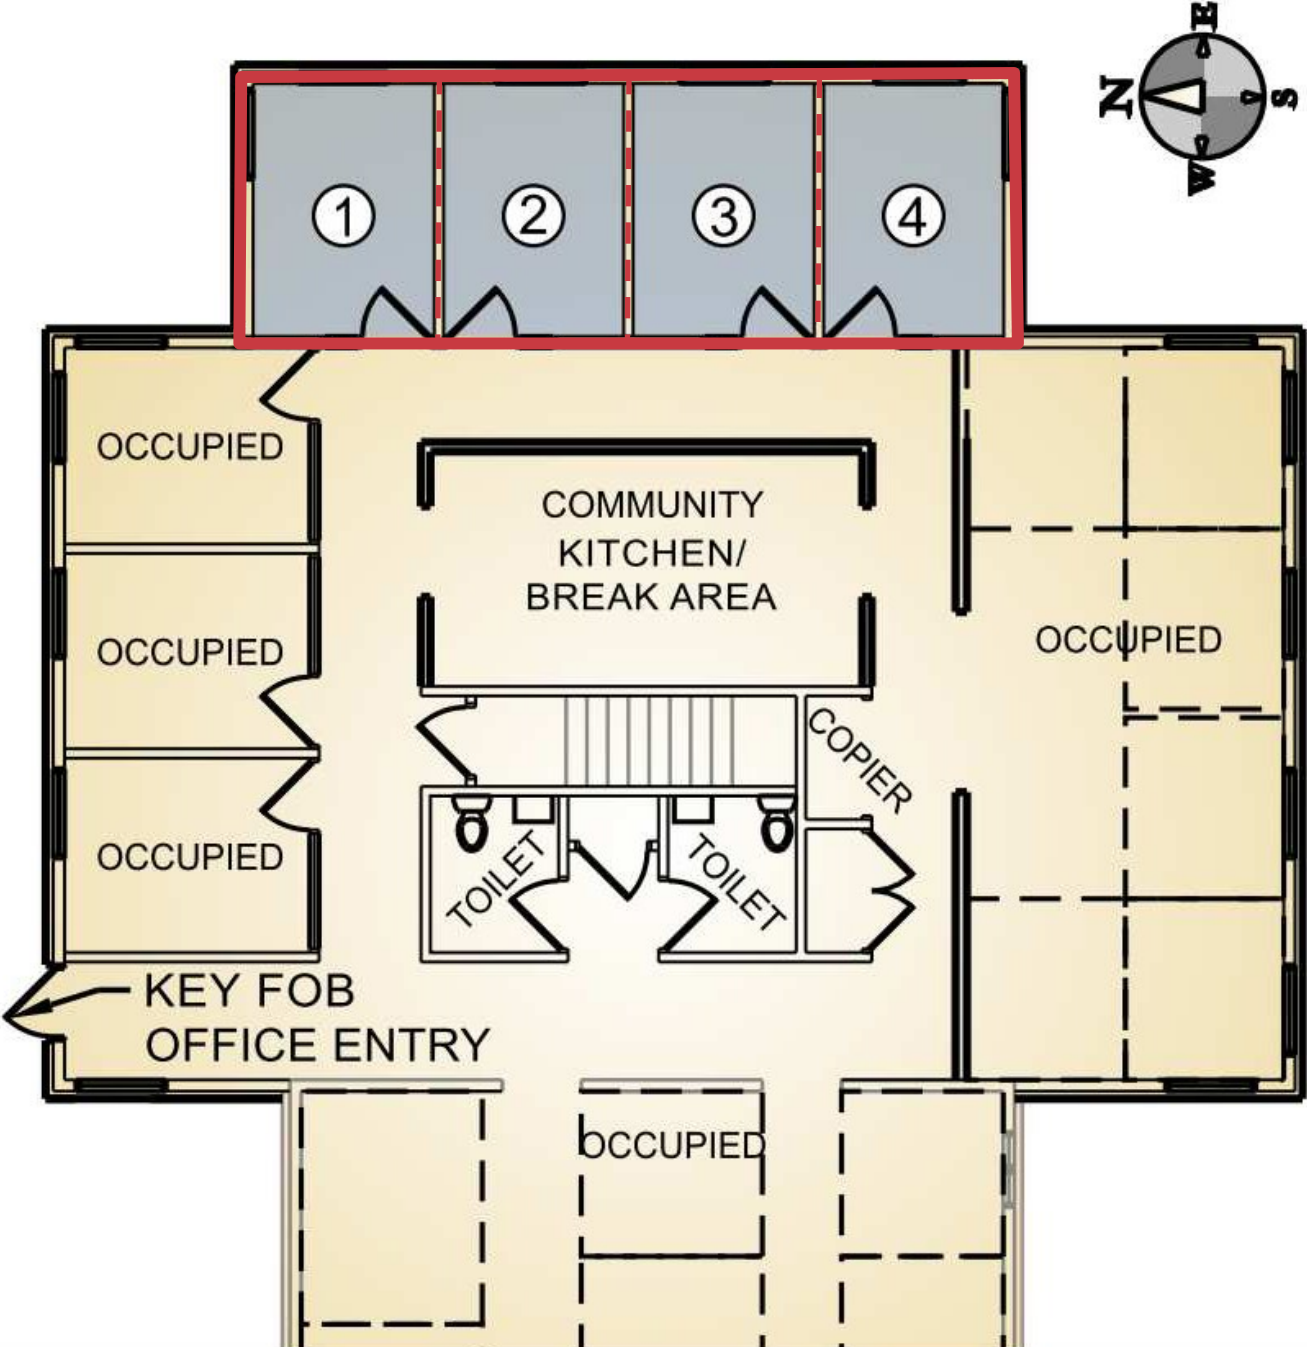 E
N
S
W
1
2
3
4
OCCUPIED
COMMUNITY
KITCHEN/
BREAK AREA
OCCUPIED
OCCUPIED
COPIER
OCCUPIED
TOILET
TOILET
KEY FOB
OFFICE ENTRY
OCCUPIED